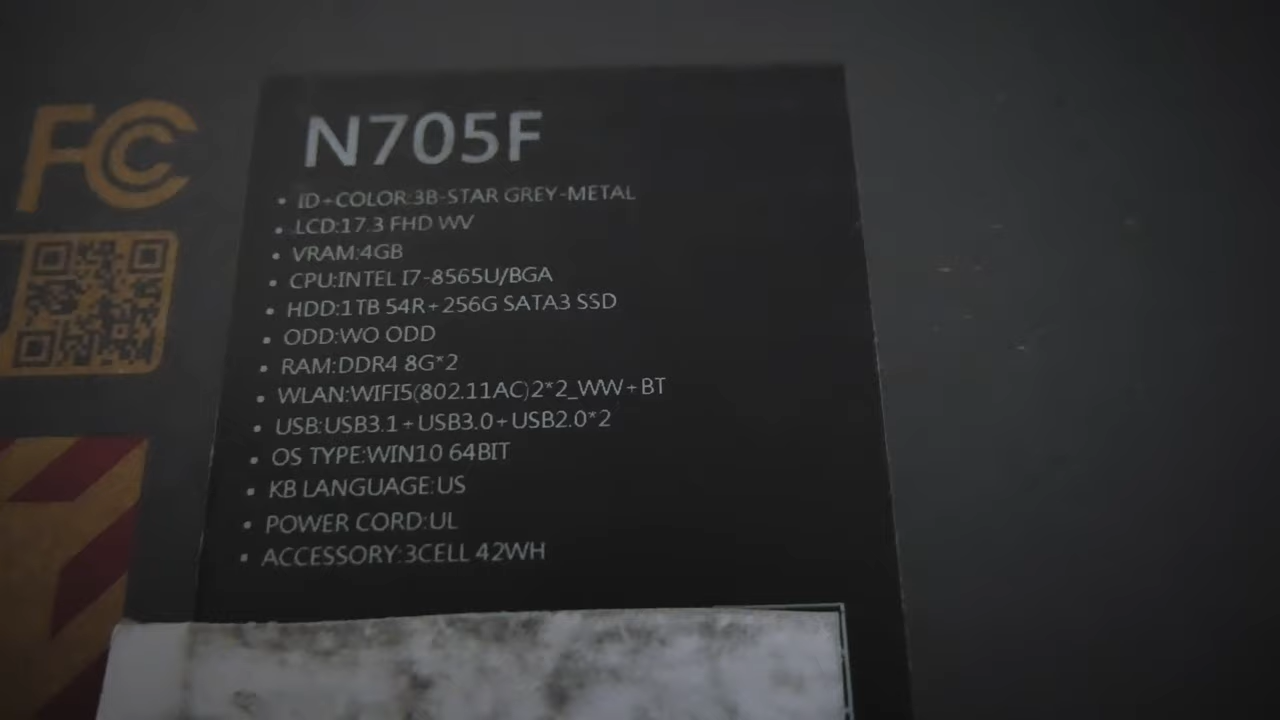 FC
N705F
• ID+COLOR:3B-STAR GREY-METAL
• LCD:17.3 FHD WV
• VRAM:4GB
• CPU:INTEL I7-8565U/BGA
• HDD:1TB 54R+256G SATA3 SSD
• ODD:WO ODD
• RAM:DDR4 8G*2
• WLAN:WIFI5(802.11AC)2*2_WW+BT
• USB:USB3.1+USB3.0+USB2.0*2
• OS TYPE:WIN10 64BIT
• KB LANGUAGE:US
• POWER CORD:UL
• ACCESSORY:3CELL 42WH